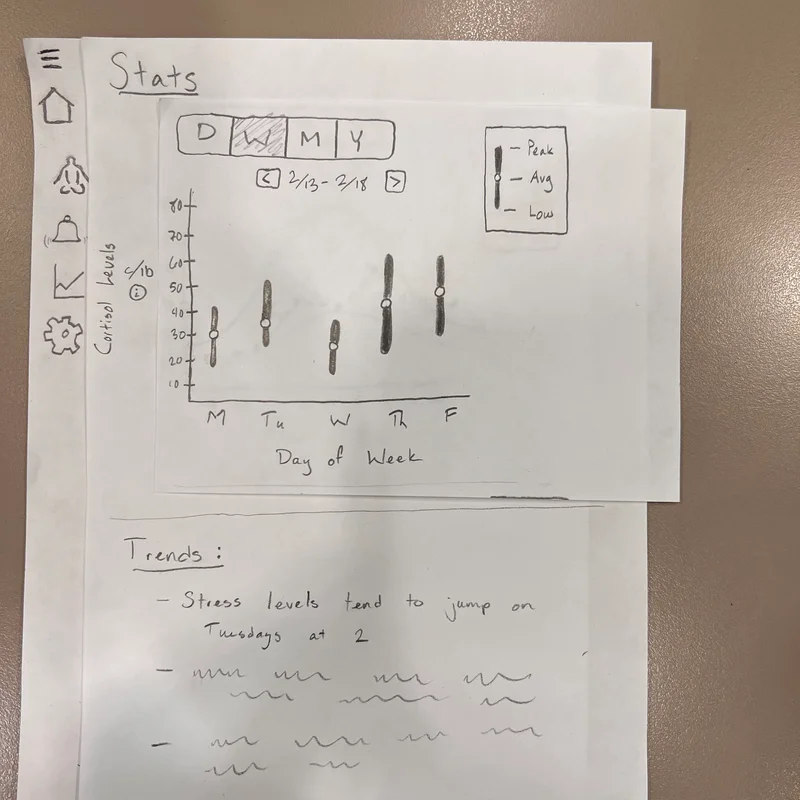 Stats
D W M Y
< 2/13 - 2/18 >
Peak
Avg
Low
Cortisol Levels
80
70
60
50
40
30
20
10
M Tu W Th F
Day of Week
Trends:
- Stress levels tend to jump on
Tuesdays at 2